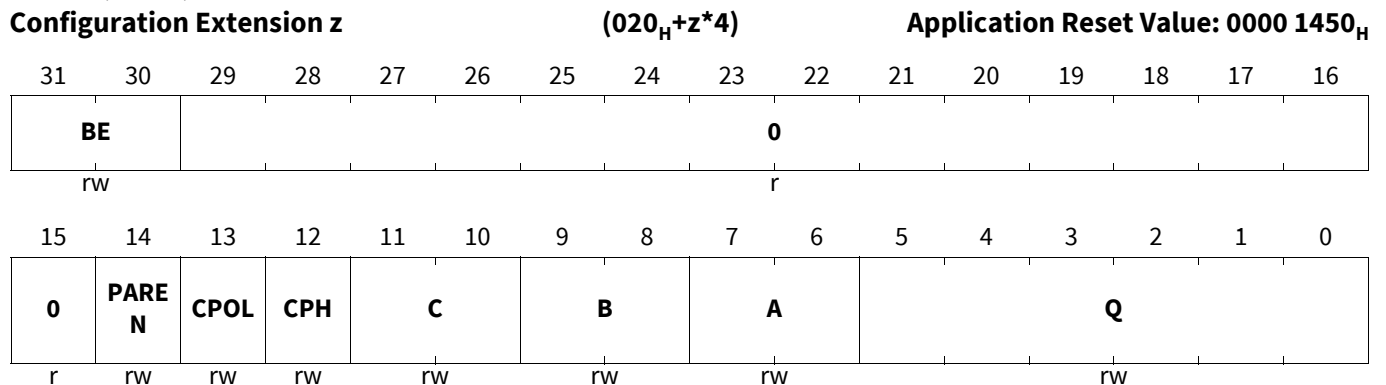 Configuration Extension z (020H+z*4) Application Reset Value: 0000 1450H
31 30 29 28 27 26 25 24 23 22 21 20 19 18 17 16
BE 0
rw r
15 14 13 12 11 10 9 8 7 6 5 4 3 2 1 0
0 PARE
N CPOL CPH C B A Q
r rw rw rw rw rw rw rw